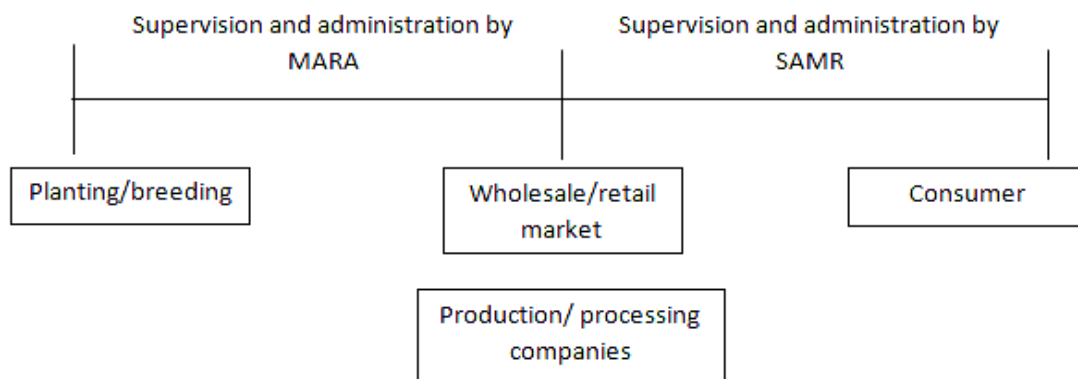 Supervision and administration by
MARA
Supervision and administration by
SAMR
Planting/breeding
Wholesale/retail
market
Consumer
Production/ processing
companies